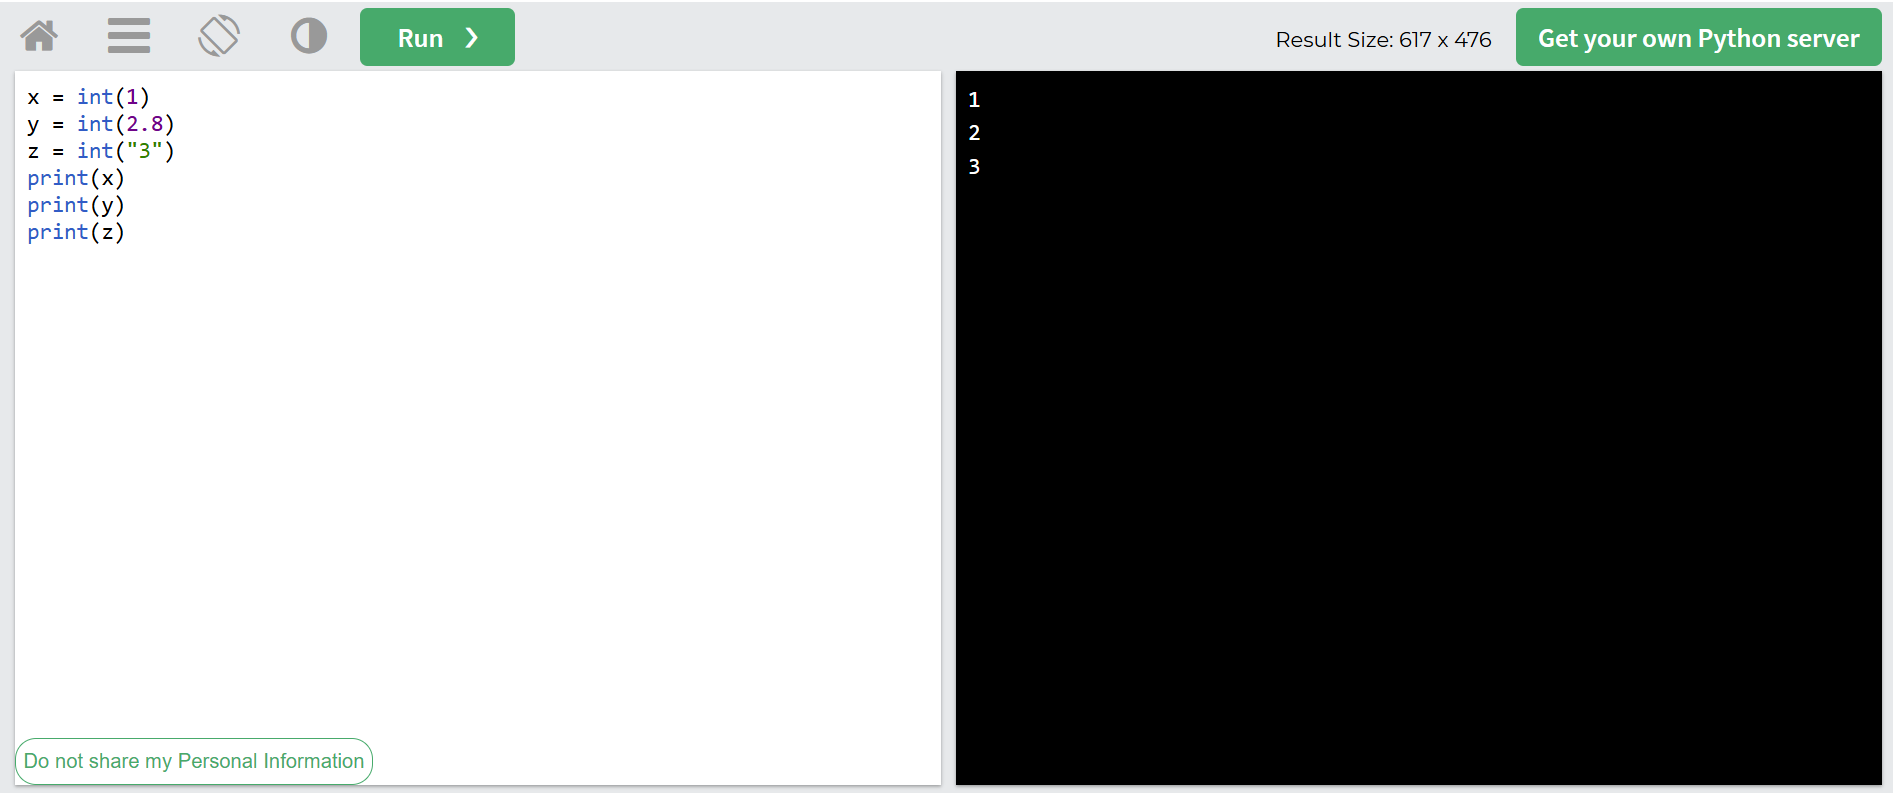 Run ❯
Result Size: 617 x 476
Get your own Python server
x = int(1)
y = int(2.8)
z = int("3")
print(x)
print(y)
print(z)
1
2
3
Do not share my Personal Information